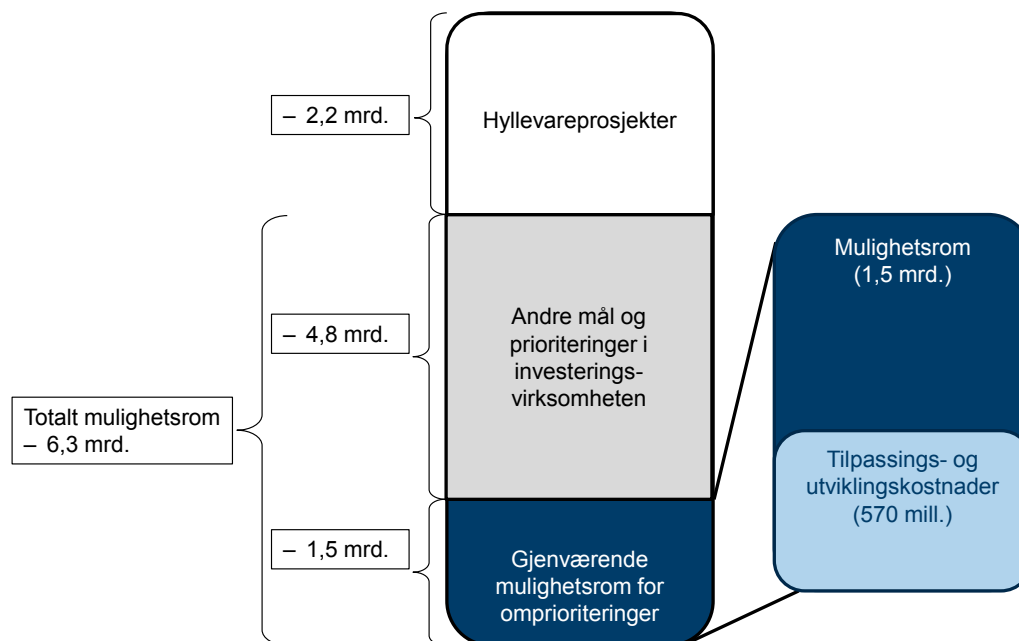 – 2,2 mrd.
Hyllevareprosjekter
Totalt mulighetsrom
– 6,3 mrd.
– 4,8 mrd.
Andre mål og
prioriteringer i
investerings-
virksomheten
– 1,5 mrd.
Gjenværende
mulighetsrom for
omprioriteringer
Mulighetsrom
(1,5 mrd.)
Tilpassings- og
utviklingskostnader
(570 mill.)